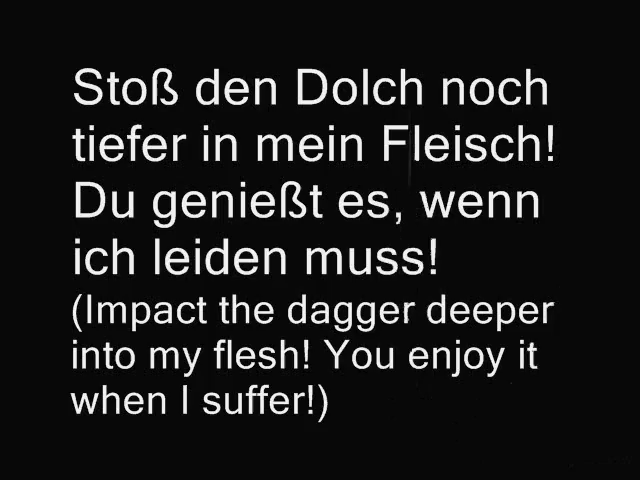 Stoß den Dolch noch
tiefer in mein Fleisch!
Du genießt es, wenn
ich leiden muss!
(Impact the dagger deeper
into my flesh! You enjoy it
when I suffer!)